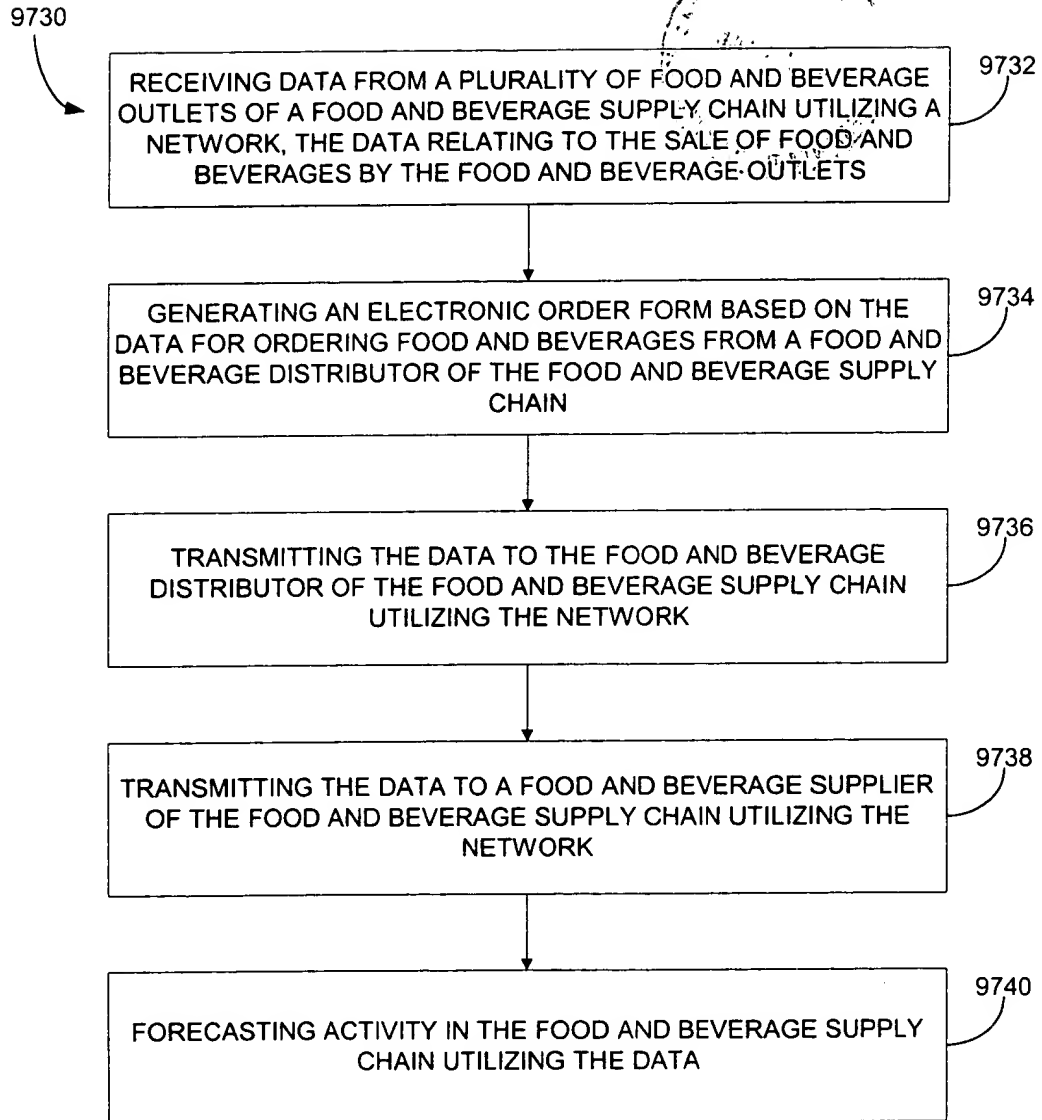 9730
RECEIVING DATA FROM A PLURALITY OF FOOD AND BEVERAGE
OUTLETS OF A FOOD AND BEVERAGE SUPPLY CHAIN UTILIZING A
NETWORK, THE DATA RELATING TO THE SALE OF FOOD AND
BEVERAGES BY THE FOOD AND BEVERAGE OUTLETS
9732
GENERATING AN ELECTRONIC ORDER FORM BASED ON THE
DATA FOR ORDERING FOOD AND BEVERAGES FROM A FOOD AND
BEVERAGE DISTRIBUTOR OF THE FOOD AND BEVERAGE SUPPLY
CHAIN
9734
TRANSMITTING THE DATA TO THE FOOD AND BEVERAGE
DISTRIBUTOR OF THE FOOD AND BEVERAGE SUPPLY CHAIN
UTILIZING THE NETWORK
9736
TRANSMITTING THE DATA TO A FOOD AND BEVERAGE SUPPLIER
OF THE FOOD AND BEVERAGE SUPPLY CHAIN UTILIZING THE
NETWORK
9738
FORECASTING ACTIVITY IN THE FOOD AND BEVERAGE SUPPLY
CHAIN UTILIZING THE DATA
9740